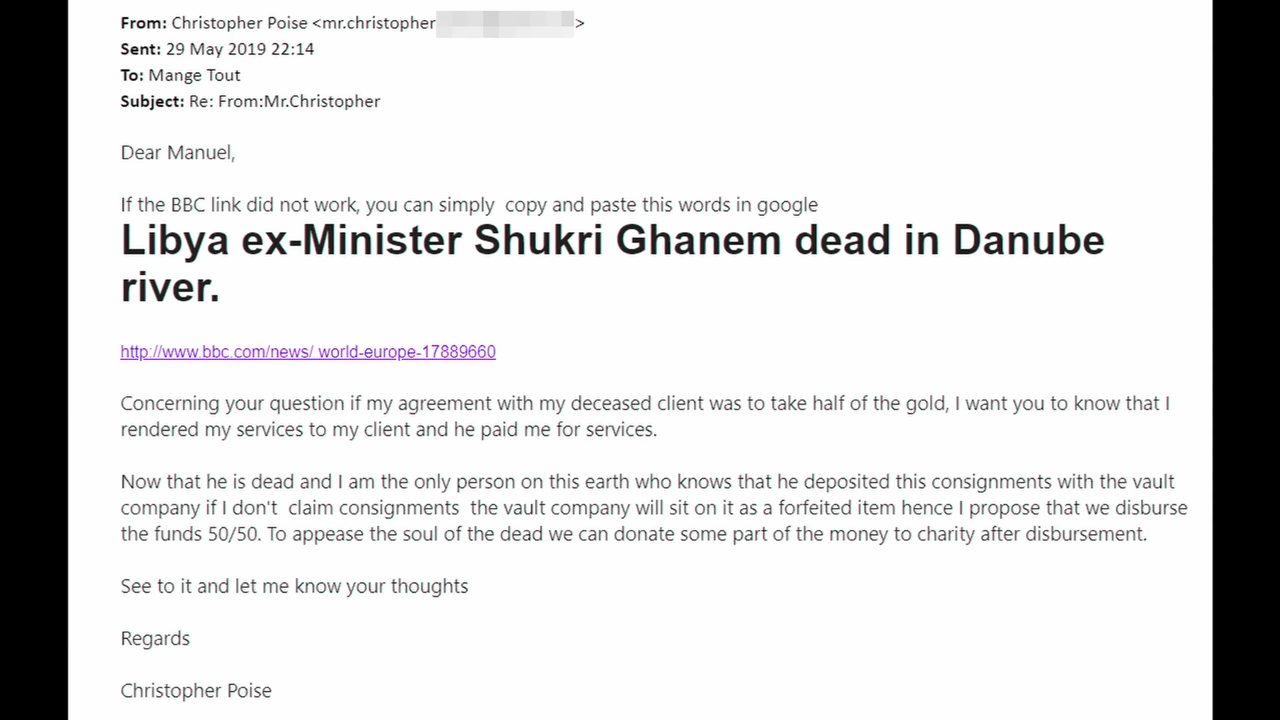 From: Christopher Poise <mr.christopher >
Sent: 29 May 2019 22:14
To: Mange Tout
Subject: Re: From:Mr.Christopher
Dear Manuel,
If the BBC link did not work, you can simply  copy and paste this words in google
Libya ex-Minister Shukri Ghanem dead in Danube
river.
http://www.bbc.com/news/ world-europe-17889660
Concerning your question if my agreement with my deceased client was to take half of the gold, I want you to know that I
rendered my services to my client and he paid me for services.
Now that he is dead and I am the only person on this earth who knows that he deposited this consignments with the vault
company if I don't  claim consignments  the vault company will sit on it as a forfeited item hence I propose that we disburse
the funds 50/50. To appease the soul of the dead we can donate some part of the money to charity after disbursement.
See to it and let me know your thoughts
Regards
Christopher Poise